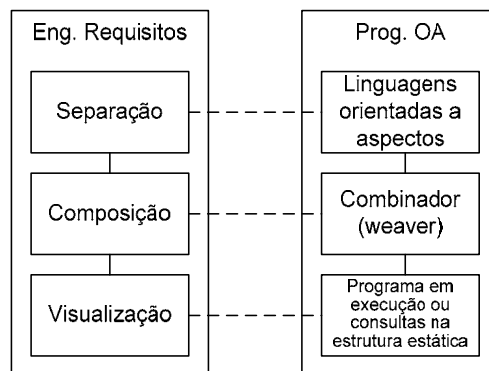 Eng. Requisitos
Separação
Composição
Visualização
Prog. OA
Linguagens
orientadas a
aspectos
Combinador
(weaver)
Programa em
execução ou
consultas na
estrutura estática